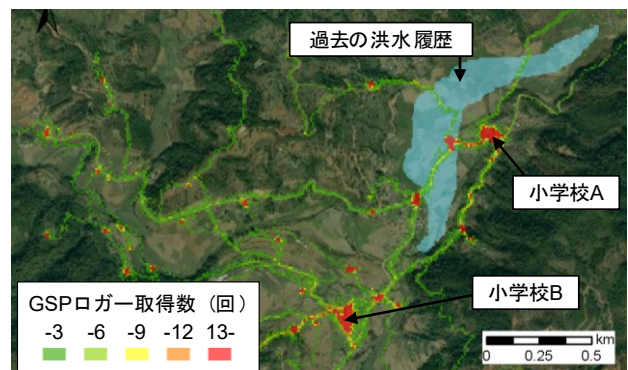 過去の洪水履歴
小学校A
小学校B
GSPロガー取得数（回）
-3 -6 -9 -12 13-
km
0 0.25 0.5